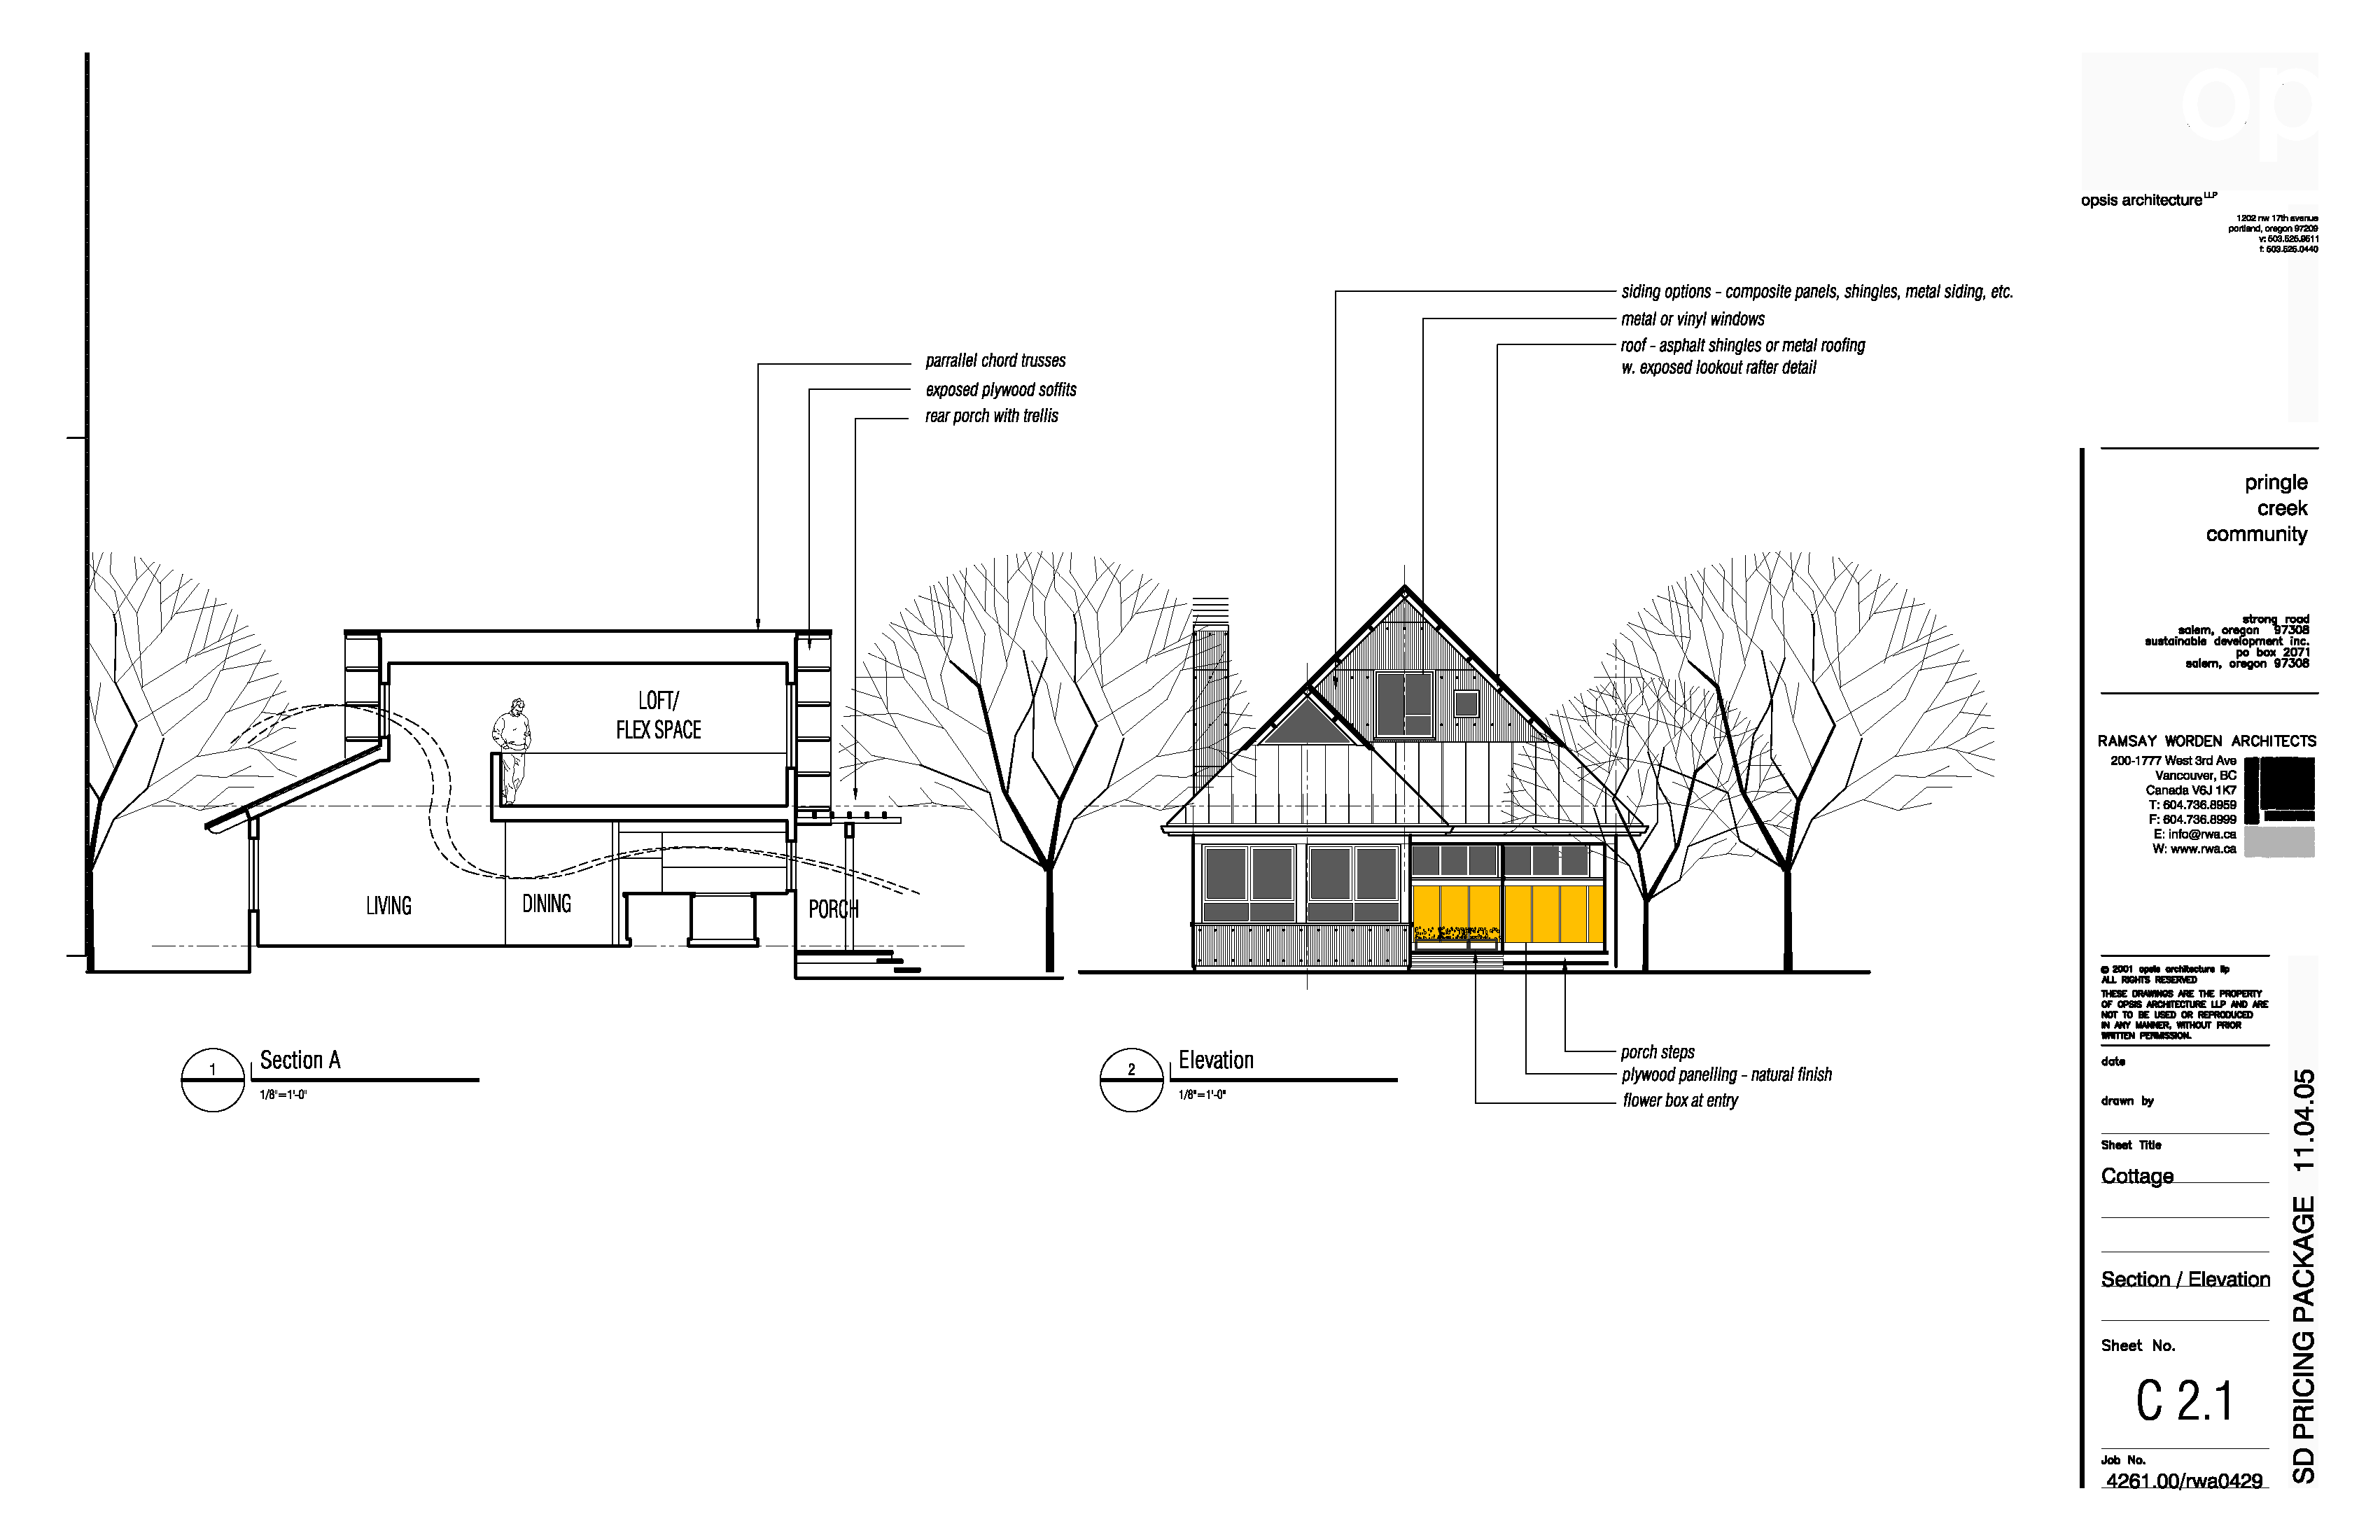 op
opsis architecture LLP
1202 nw 17th avenue
portland, oregon 97209
v: 503.525.9511
f: 503.525.0440
siding options - composite panels, shingles, metal siding, etc.
metal or vinyl windows
roof - asphalt shingles or metal roofing
w. exposed lookout rafter detail
parrallel chord trusses
exposed plywood soffits
rear porch with trellis
LOFT/
FLEX SPACE
LIVING
DINING
PORCH
porch steps
plywood panelling - natural finish
flower box at entry
1
Section A
1/8"=1'-0"
2
Elevation
1/8"=1'-0"
pringle
creek
community
strong road
salem, oregon 97308
sustainable development inc.
po box 2071
salem, oregon 97308
RAMSAY WORDEN ARCHITECTS
200-1777 West 3rd Ave
Vancouver, BC
Canada V6J 1K7
T: 604.736.8959
F: 604.736.8999
E: info@rwa.ca
W: www.rwa.ca
© 2001 opsis architecture llp
ALL RIGHTS RESERVED
THESE DRAWINGS ARE THE PROPERTY
OF OPSIS ARCHITECTURE LLP AND ARE
NOT TO BE USED OR REPRODUCED
IN ANY MANNER, WITHOUT PRIOR
WRITTEN PERMISSION.
date
drawn by
Sheet Title
Cottage
Section / Elevation
Sheet No.
C 2.1
Job No.
4261.00/rwa0429
SD PRICING PACKAGE 11.04.05